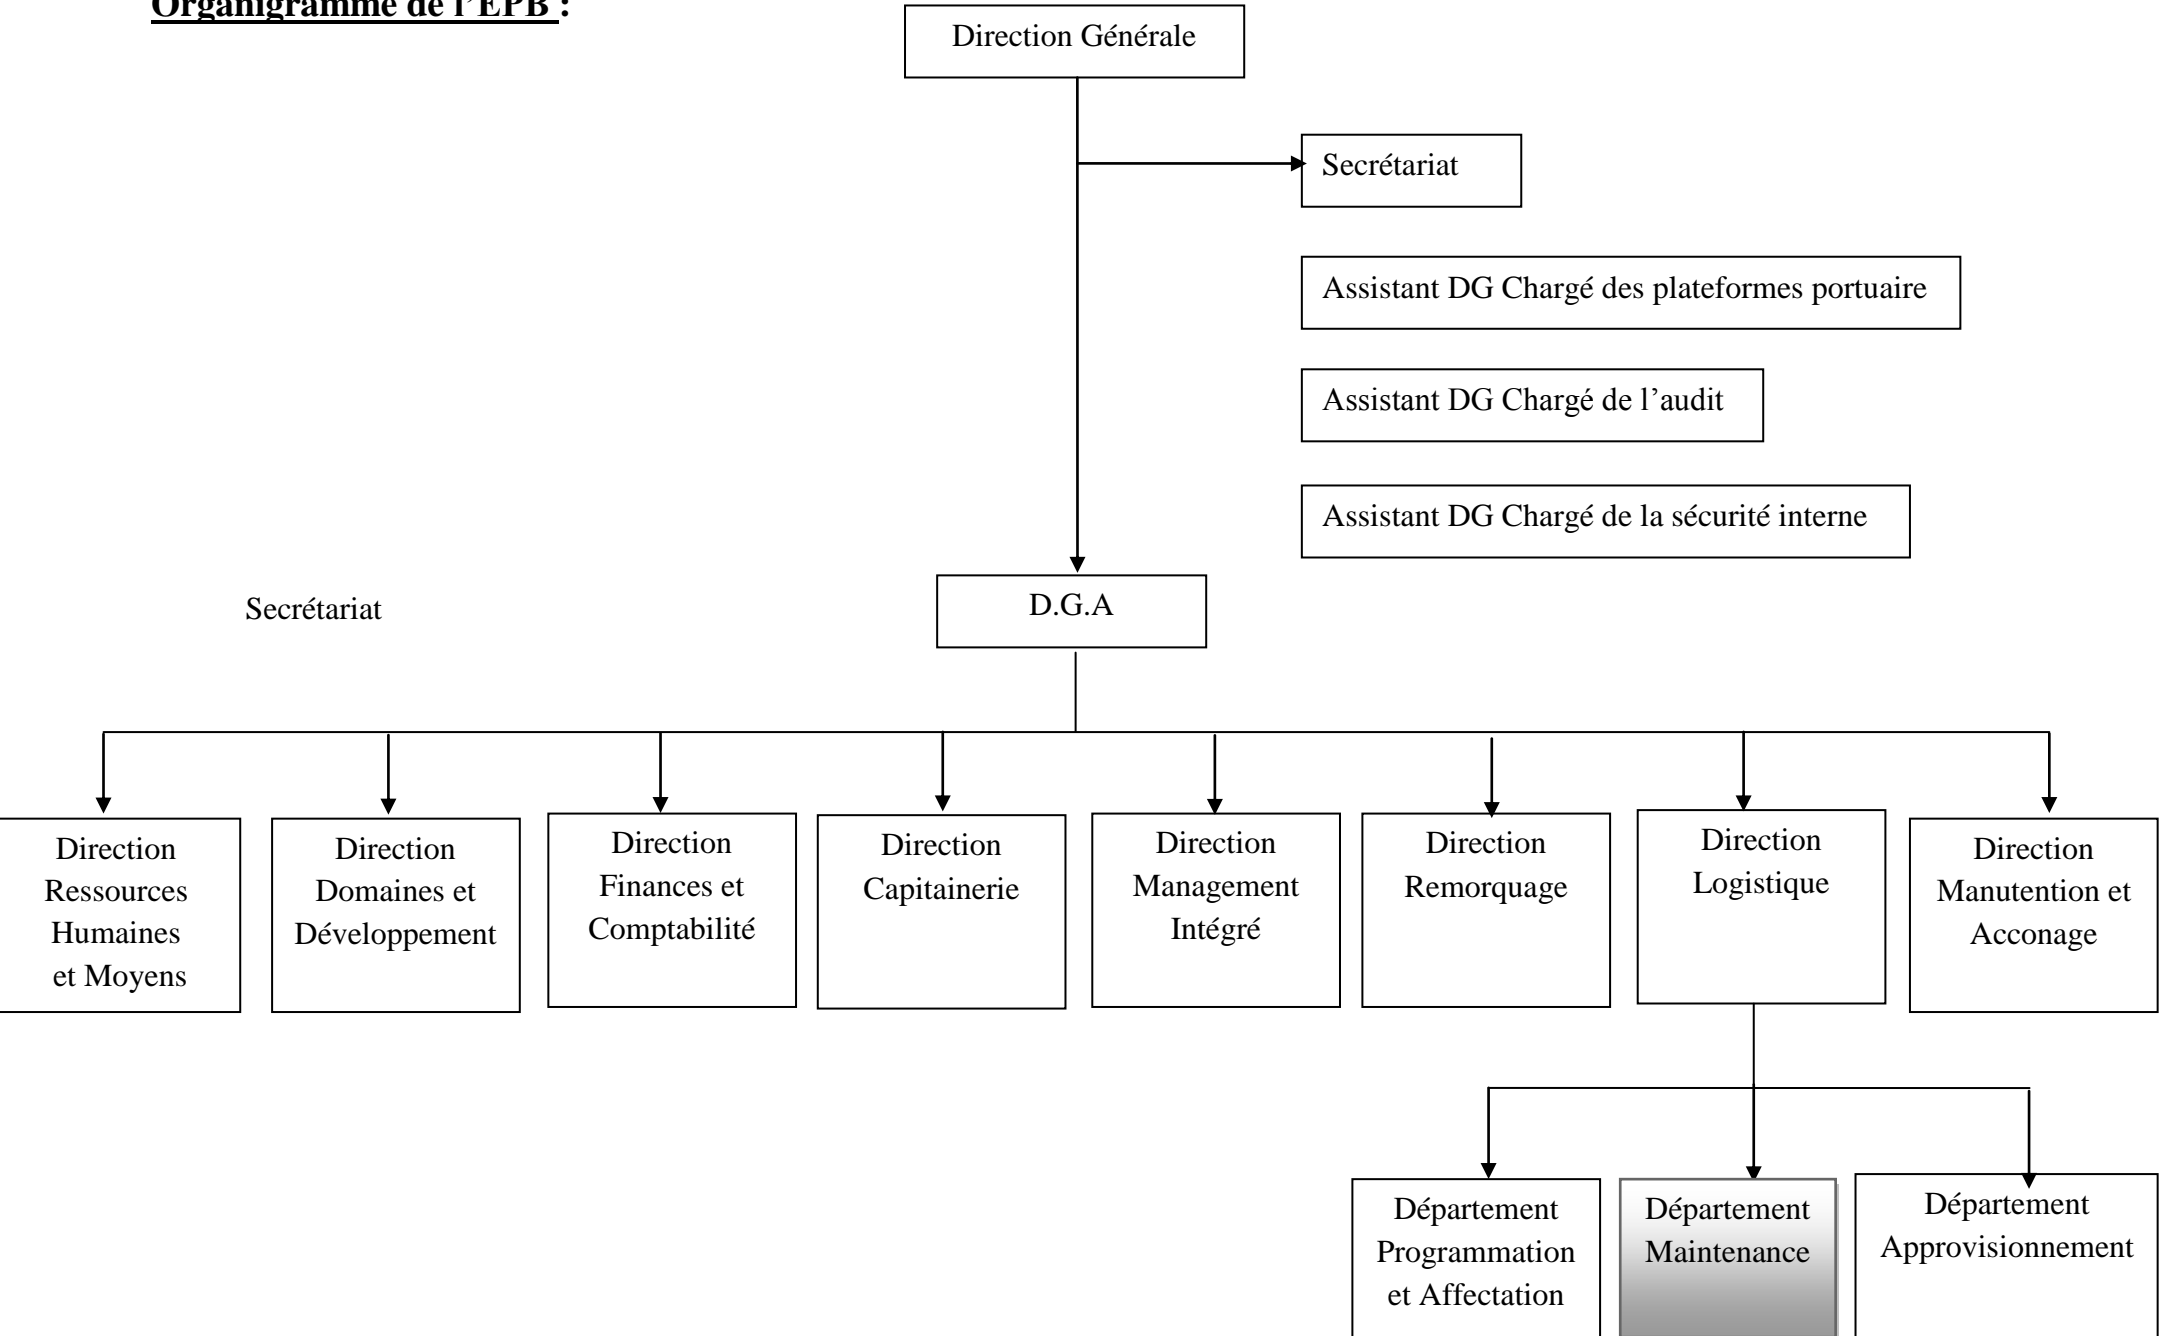 Organigramme de l’EPB :
Direction Générale
Secrétariat
Assistant DG Chargé des plateformes portuaire
Assistant DG Chargé de l’audit
Assistant DG Chargé de la sécurité interne
Secrétariat
D.G.A
Direction
Ressources
Humaines
et Moyens
Direction
Domaines et
Développement
Direction
Finances et
Comptabilité
Direction
Capitainerie
Direction
Management
Intégré
Direction
Remorquage
Direction
Logistique
Direction
Manutention et
Acconage
Département
Programmation
et Affectation
Département
Maintenance
Département
Approvisionnement